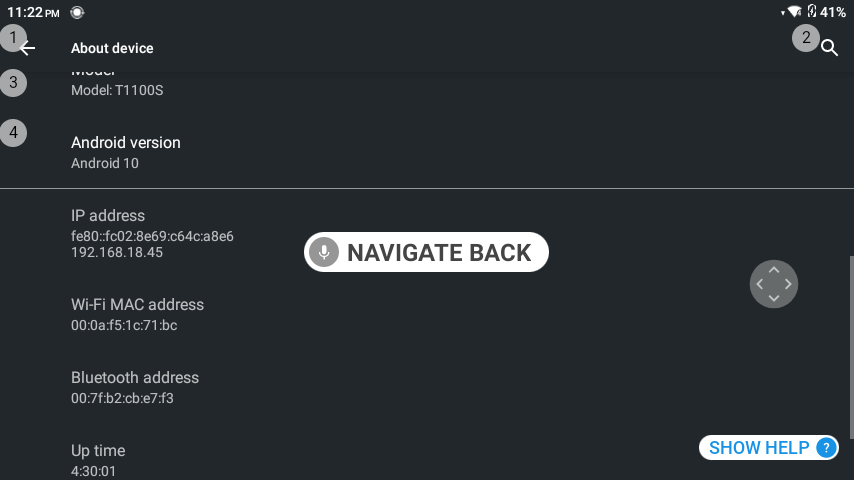 11:22 PM
41%
1
2
About device
3
Model
Model: T1100S
4
Android version
Android 10
IP address
fe80::fc02:8e69:c64c:a8e6
192.168.18.45
NAVIGATE BACK
Wi-Fi MAC address
00:0a:f5:1c:71:bc
Bluetooth address
00:7f:b2:cb:e7:f3
SHOW HELP ?
Up time
4:30:01